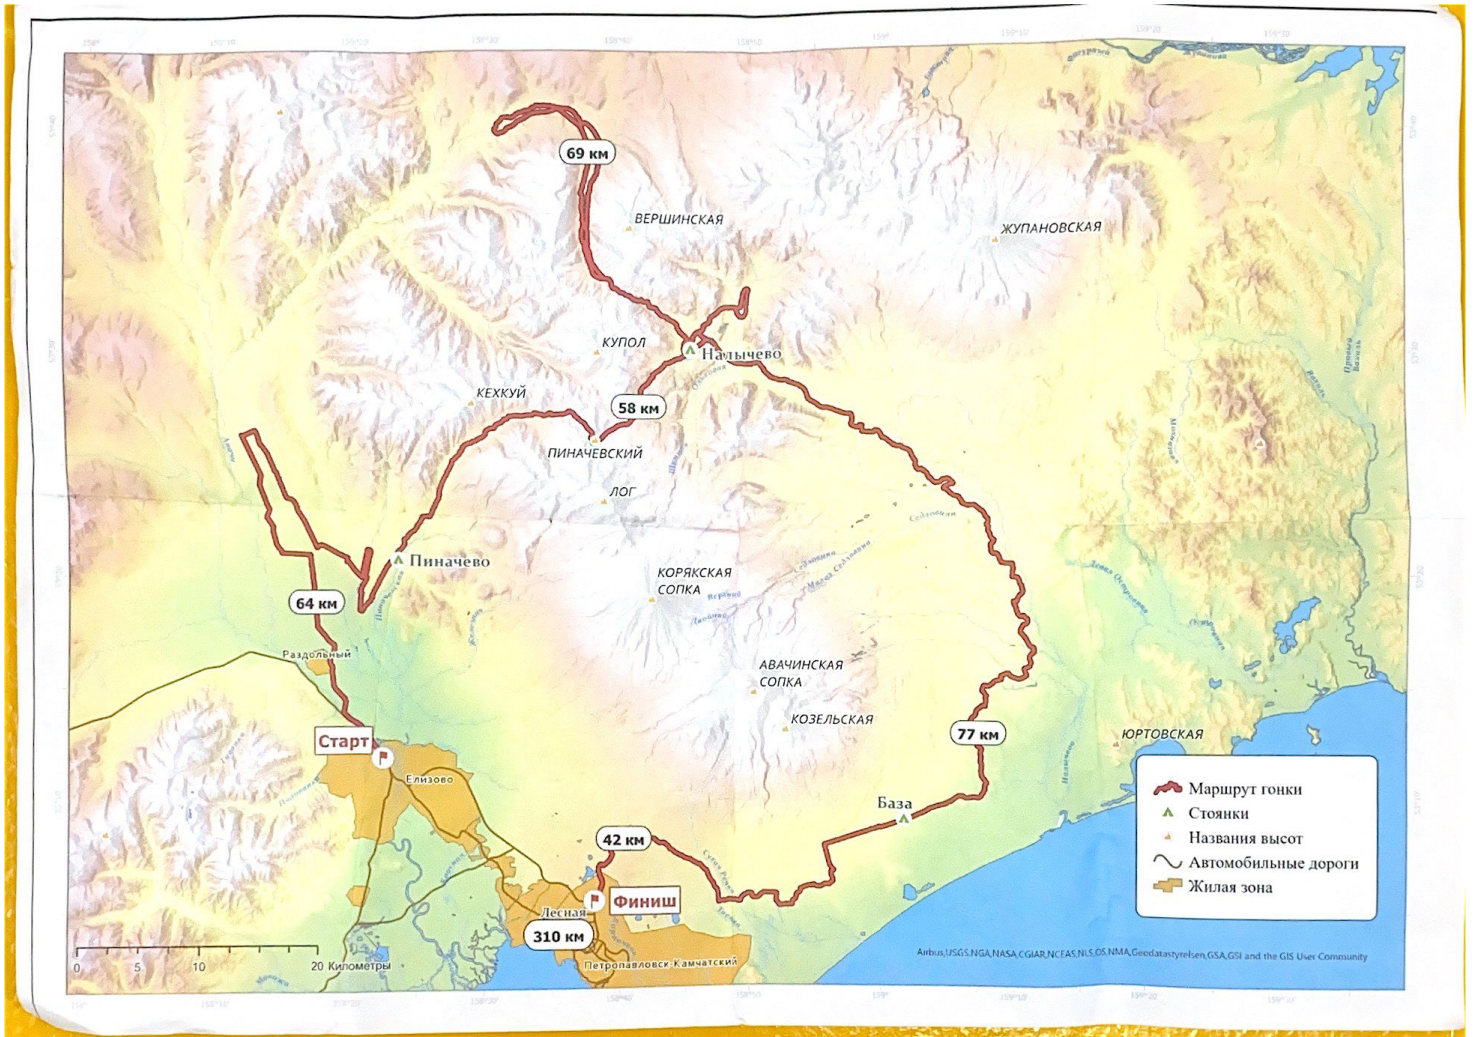 69 км
ВЕРШИНСКАЯ
ЖУПАНОВСКАЯ
КУПОЛ
Налычево
КЕХКУЙ
58 км
ПИНАЧЕВСКИЙ
ЛОГ
Пиначево
КОРЯКСКАЯ
СОПКА
64 км
Раздольный
АВАЧИНСКАЯ
СОПКА
КОЗЕЛЬСКАЯ
77 км
ЮРТОВСКАЯ
Старт
Елизово
База
42 км
Финиш
Лесная
310 км
Петропавловск-Камчатский
0 5 10 20 Километры
Маршрут гонки
Стоянки
Названия высот
Автомобильные дороги
Жилая зона
Airbus,USGS,NGA,NASA,CGIAR,NCEAS,NLS,OS,NMA,Geodatastyrelsen,GSA,GSI and the GIS User Community